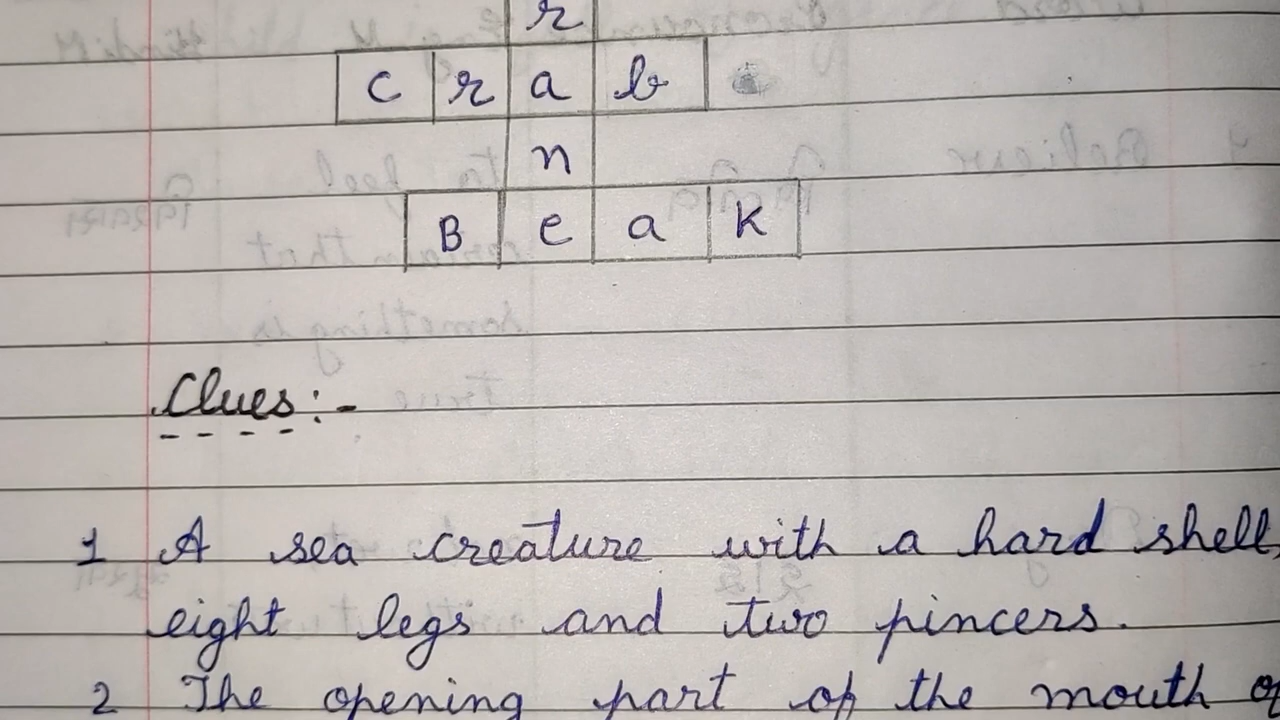 r
C r a b
n
B e a k
Clues:-
1 A sea creature with a hard shell,
eight legs and two pincers.
2 The opening part of the mouth